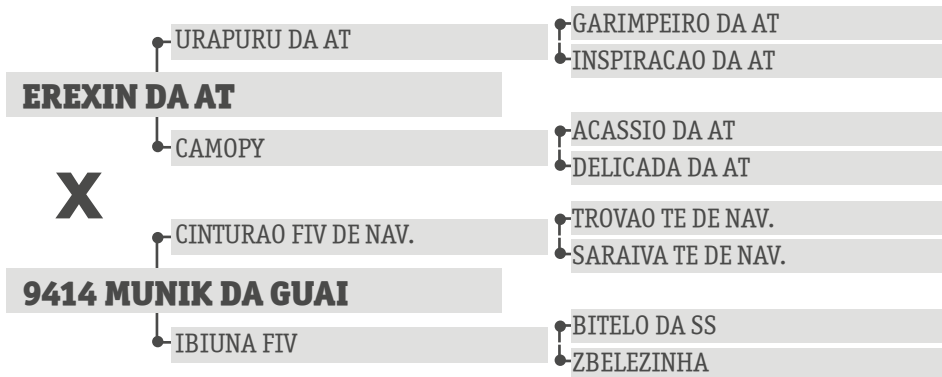 URAPURU DA AT
GARIMPEIRO DA AT
INSPIRACAO DA AT
EREXIN DA AT
CAMOPY
ACASSIO DA AT
DELICADA DA AT
X
CINTURAO FIV DE NAV.
TROVAO TE DE NAV.
SARAIVA TE DE NAV.
9414 MUNIK DA GUAI
IBIUNA FIV
BITELO DA SS
ZBELEZINHA